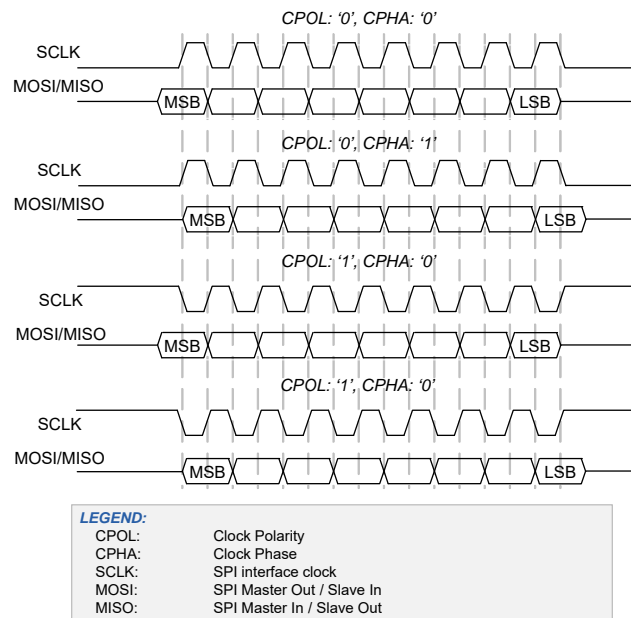 CPOL: ‘0’, CPHA: ‘0’
SCLK
MOSI/MISO
MSB LSB
CPOL: ‘0’, CPHA: ‘1’
SCLK
MOSI/MISO
MSB LSB
CPOL: ‘1’, CPHA: ‘0’
SCLK
MOSI/MISO
MSB LSB
CPOL: ‘1’, CPHA: ‘0’
SCLK
MOSI/MISO
MSB LSB
LEGEND:
CPOL: Clock Polarity
CPHA: Clock Phase
SCLK: SPI interface clock
MOSI: SPI Master Out / Slave In
MISO: SPI Master In / Slave Out